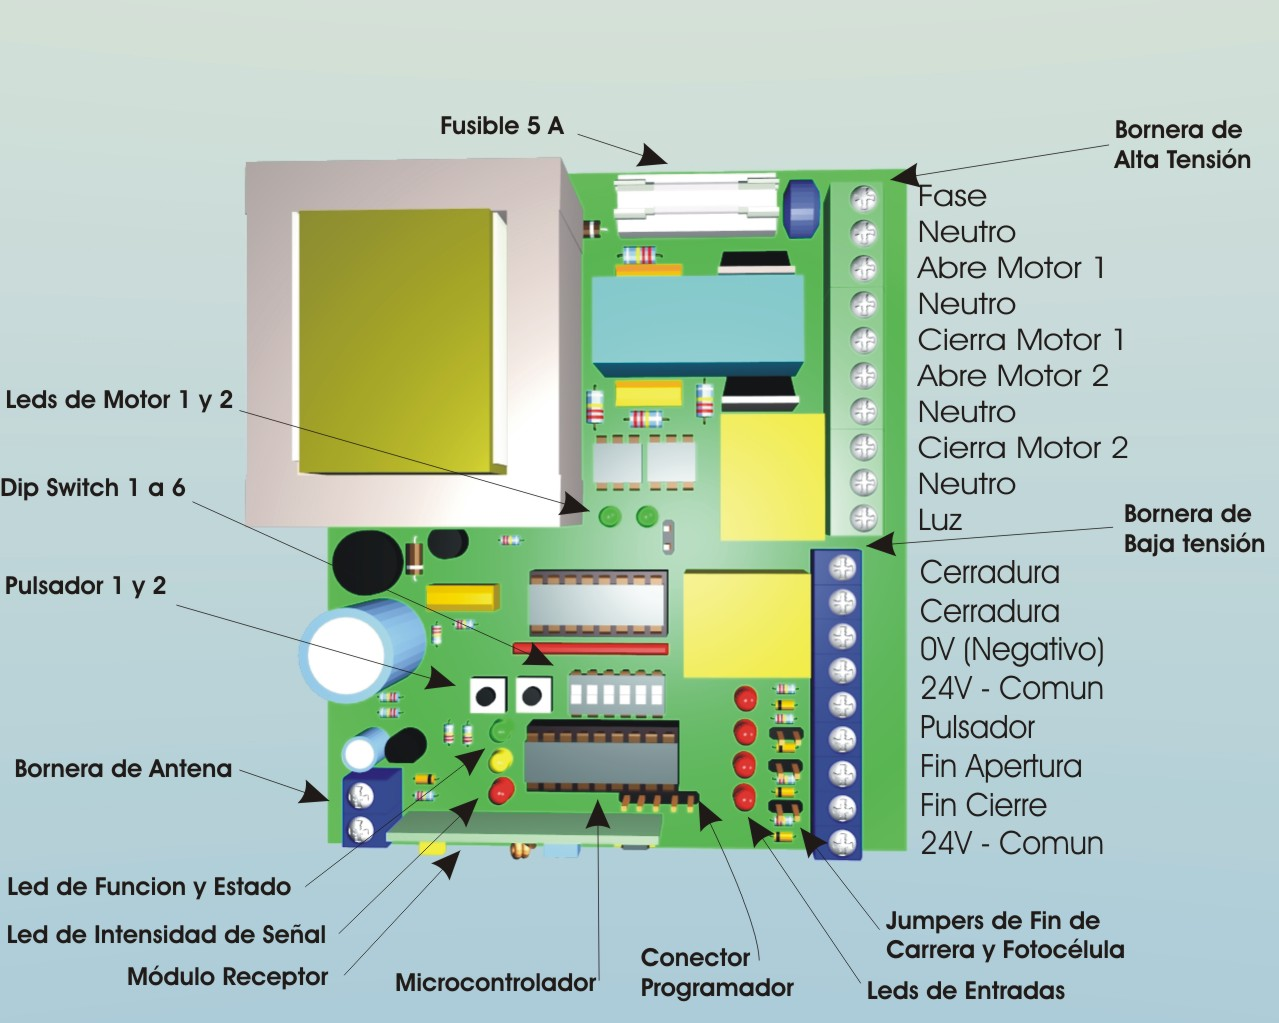 Fusible 5 A
Bornera de
Alta Tensión
Fase
Neutro
Abre Motor 1
Neutro
Cierra Motor 1
Abre Motor 2
Neutro
Cierra Motor 2
Neutro
Luz
Leds de Motor 1 y 2
Dip Switch 1 a 6
Pulsador 1 y 2
Bornera de
Baja tensión
Cerradura
Cerradura
0V (Negativo)
24V - Comun
Pulsador
Fin Apertura
Fin Cierre
24V - Comun
Bornera de Antena
Led de Funcion y Estado
Led de Intensidad de Señal
Módulo Receptor
Microcontrolador
Conector
Programador
Jumpers de Fin de
Carrera y Fotocélula
Leds de Entradas